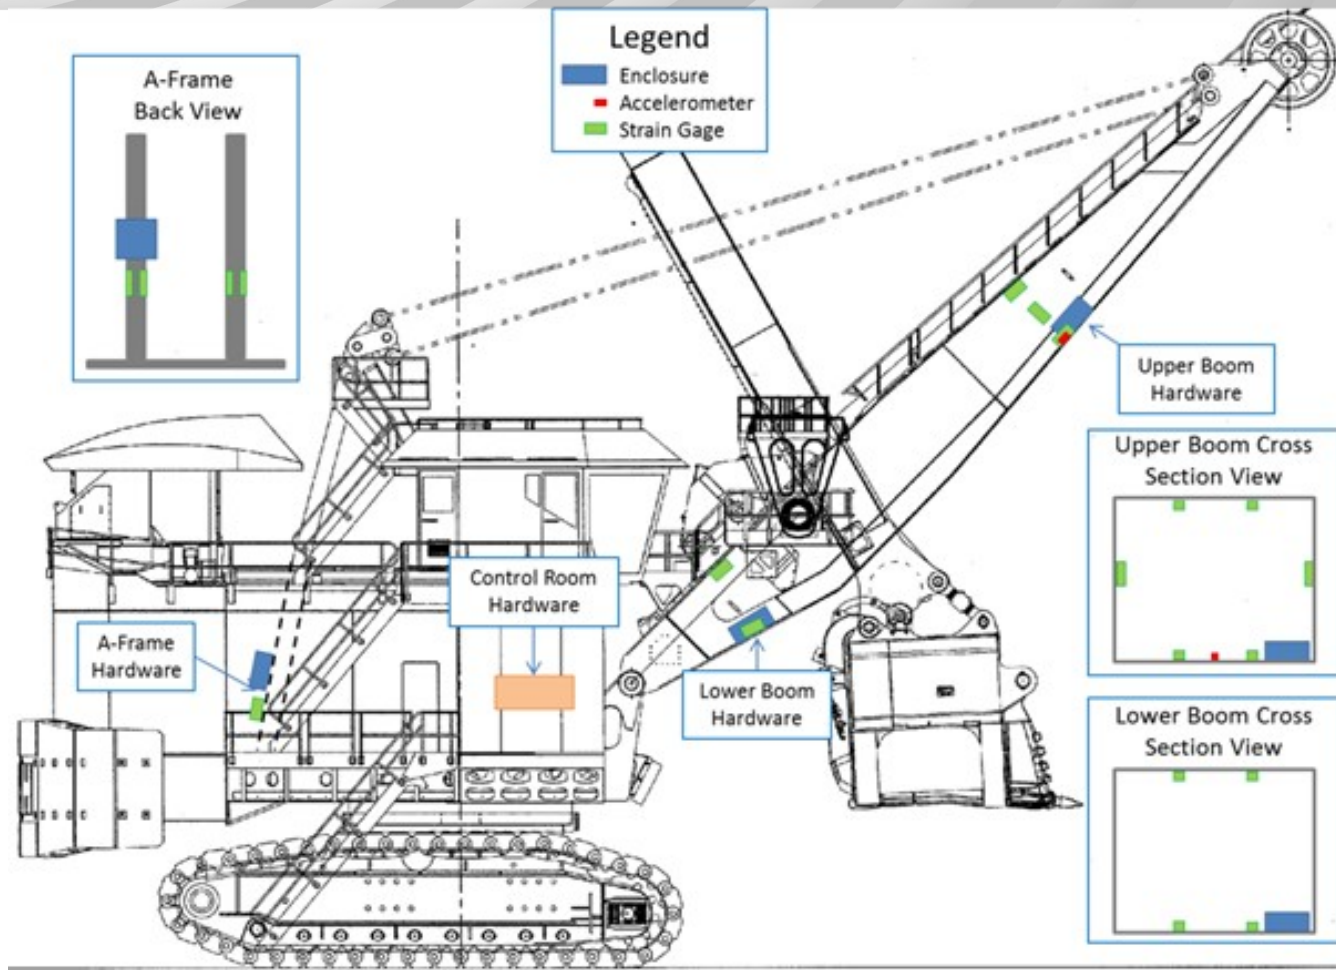 Legend
Enclosure
Accelerometer
Strain Gage
A-Frame
Back View
Upper Boom
Hardware
Upper Boom Cross
Section View
Control Room
Hardware
A-Frame
Hardware
Lower Boom
Hardware
Lower Boom Cross
Section View